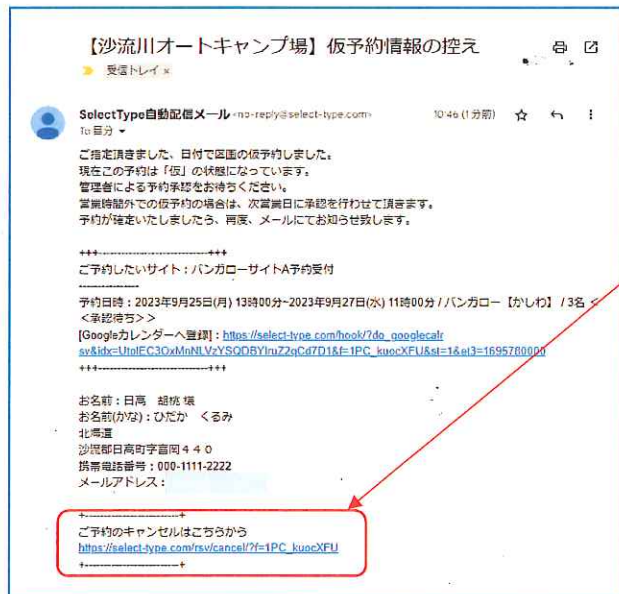 【沙流川オートキャンプ場】仮予約情報の控え
受信トレイ ×
SelectType自動配信メール <no-reply@select-type.com>
10:46 (1 分前)
To 自分
ご指定頂きました、日付で区画の仮予約しました。
現在この予約は「仮」の状態になっています。
管理者による予約承認をお待ちください。
営業時間外での仮予約の場合は、次営業日に承認を行わせて頂きます。
予約が確定いたしましたら、再度、メールにてお知らせ致します。
+++----------------------------+++
ご予約したいサイト：バンガローサイトA予約受付
----------------
予約日時：2023年9月25日(月) 13時00分~2023年9月27日(水) 11時00分 / バンガロー【かしわ】 / 3名 <
<承認待ち>>
[Googleカレンダーへ登録] : https://select-type.com/hook/?do_googlecalr
sv&idx=UtolEC3OxMnNLVzYSQDBYlruZ2qCd7D1&f=1PC_kuocXFU&st=1&et3=1695780000
+++----------------------------+++
お名前：日高　胡桃 様
お名前(かな)：ひだか　くるみ
北海道
沙流郡日高町字富岡４４０
携帯電話番号：000-1111-2222
メールアドレス：
+------------------------+
ご予約のキャンセルはこちらから
https://select-type.com/rsv/cancel/?f=1PC_kuocXFU
+------------------------+